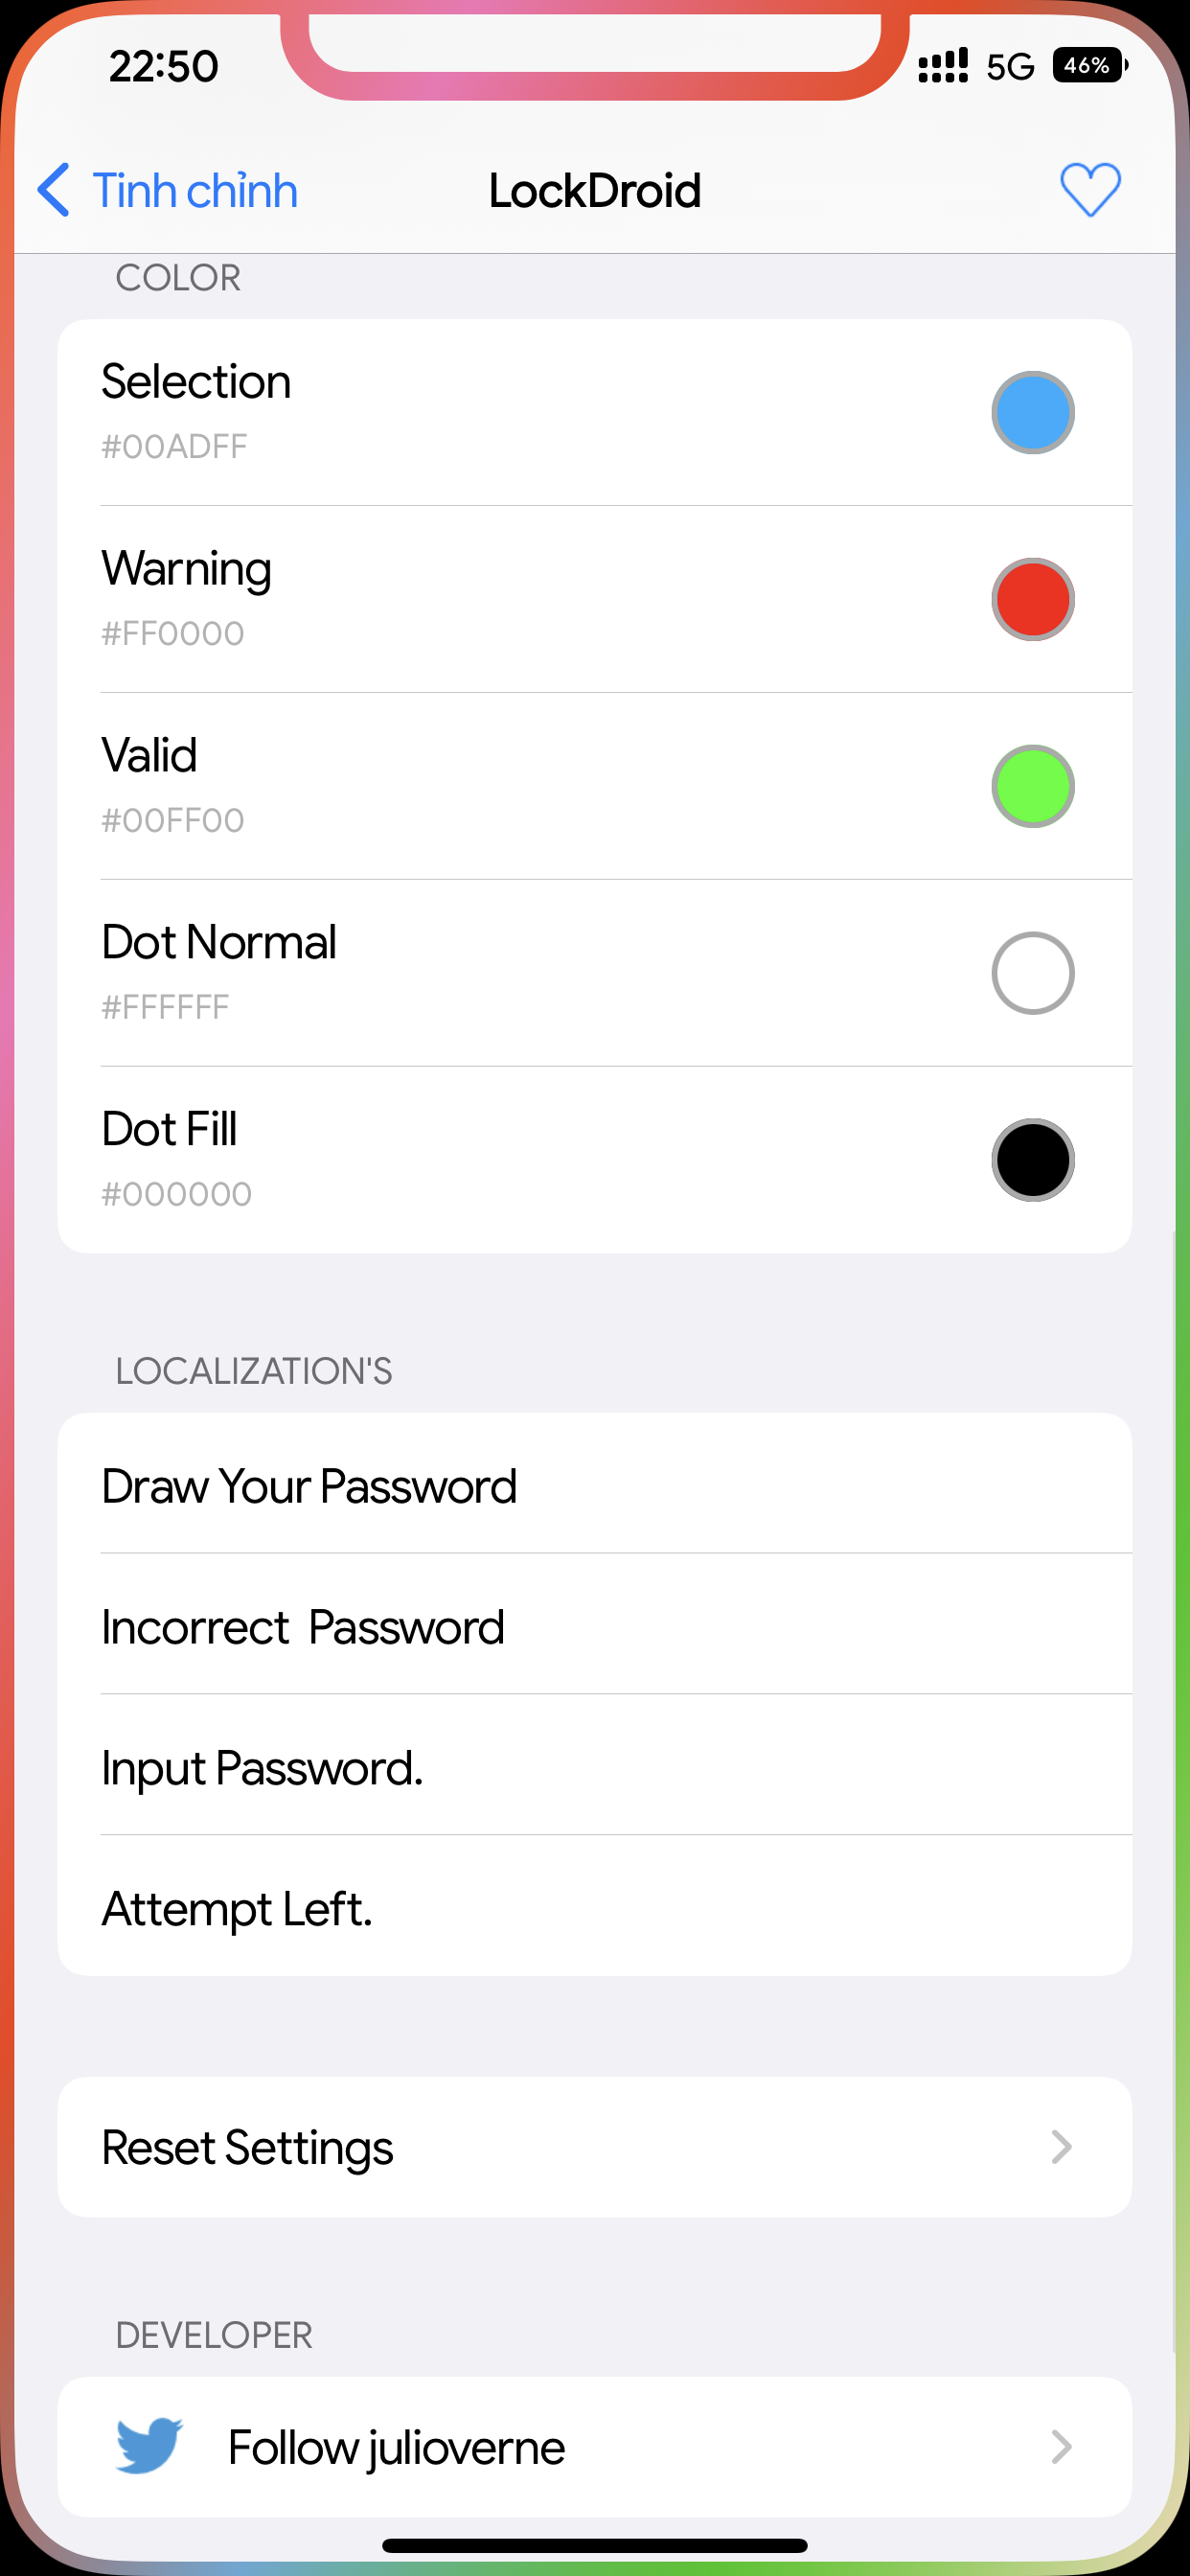 22:50
5G
46%
Tinh chỉnh
LockDroid
COLOR
Selection
#00ADFF
Warning
#FF0000
Valid
#00FF00
Dot Normal
#FFFFFF
Dot Fill
#000000
LOCALIZATION'S
Draw Your Password
Incorrect  Password
Input Password.
Attempt Left.
Reset Settings
DEVELOPER
Follow julioverne